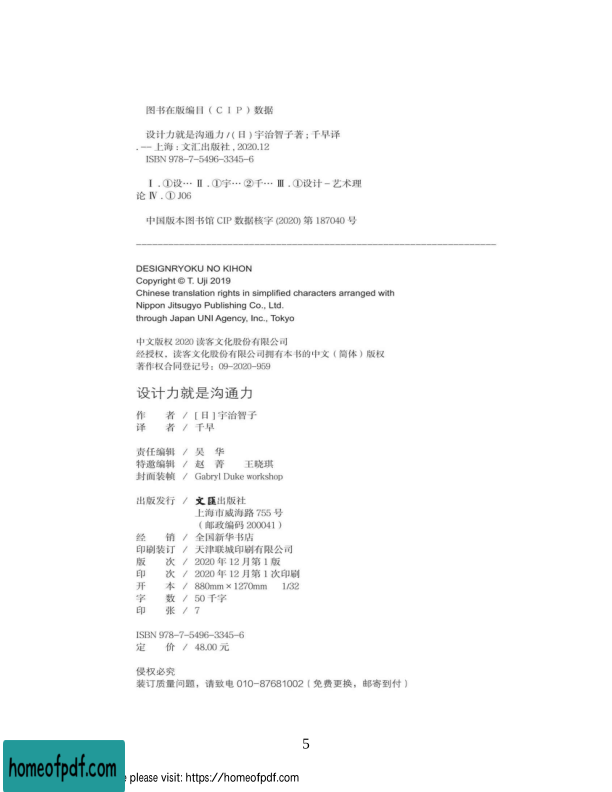 图书在版编目（ＣＩＰ）数据
设计力就是沟通力 / (日) 宇治智子著；千早译
. — 上海：文汇出版社, 2020.12
ISBN 978-7-5496-3345-6
Ⅰ . ①设… Ⅱ . ①宇… ②千… Ⅲ . ①设计－艺术理
论 Ⅳ . ① J06
中国版本图书馆 CIP 数据核字 (2020) 第 187040 号
DESIGNRYOKU NO KIHON
Copyright © T. Uji 2019
Chinese translation rights in simplified characters arranged with
Nippon Jitsugyo Publishing Co., Ltd.
through Japan UNI Agency, Inc., Tokyo
中文版权 2020 读客文化股份有限公司
经授权，读客文化股份有限公司拥有本书的中文（简体）版权
著作权合同登记号：09-2020-959
设计力就是沟通力
作 者 / [ 日 ] 宇治智子
译 者 / 千早
责任编辑 / 吴 华
特邀编辑 / 赵 菁 王晓琪
封面装帧 / Gabryl Duke workshop
出版发行 / 文匯出版社
上海市威海路 755 号
（邮政编码 200041）
经 销 / 全国新华书店
印刷装订 / 天津联城印刷有限公司
版 次 / 2020 年 12 月第 1 版
印 次 / 2020 年 12 月第 1 次印刷
开 本 / 880mm × 1270mm 1/32
字 数 / 50 千字
印 张 / 7
ISBN 978-7-5496-3345-6
定 价 / 48.00 元
侵权必究
装订质量问题，请致电 010-87681002（免费更换，邮寄到付）
5
homeofpdf.com
please visit: https://homeofpdf.com